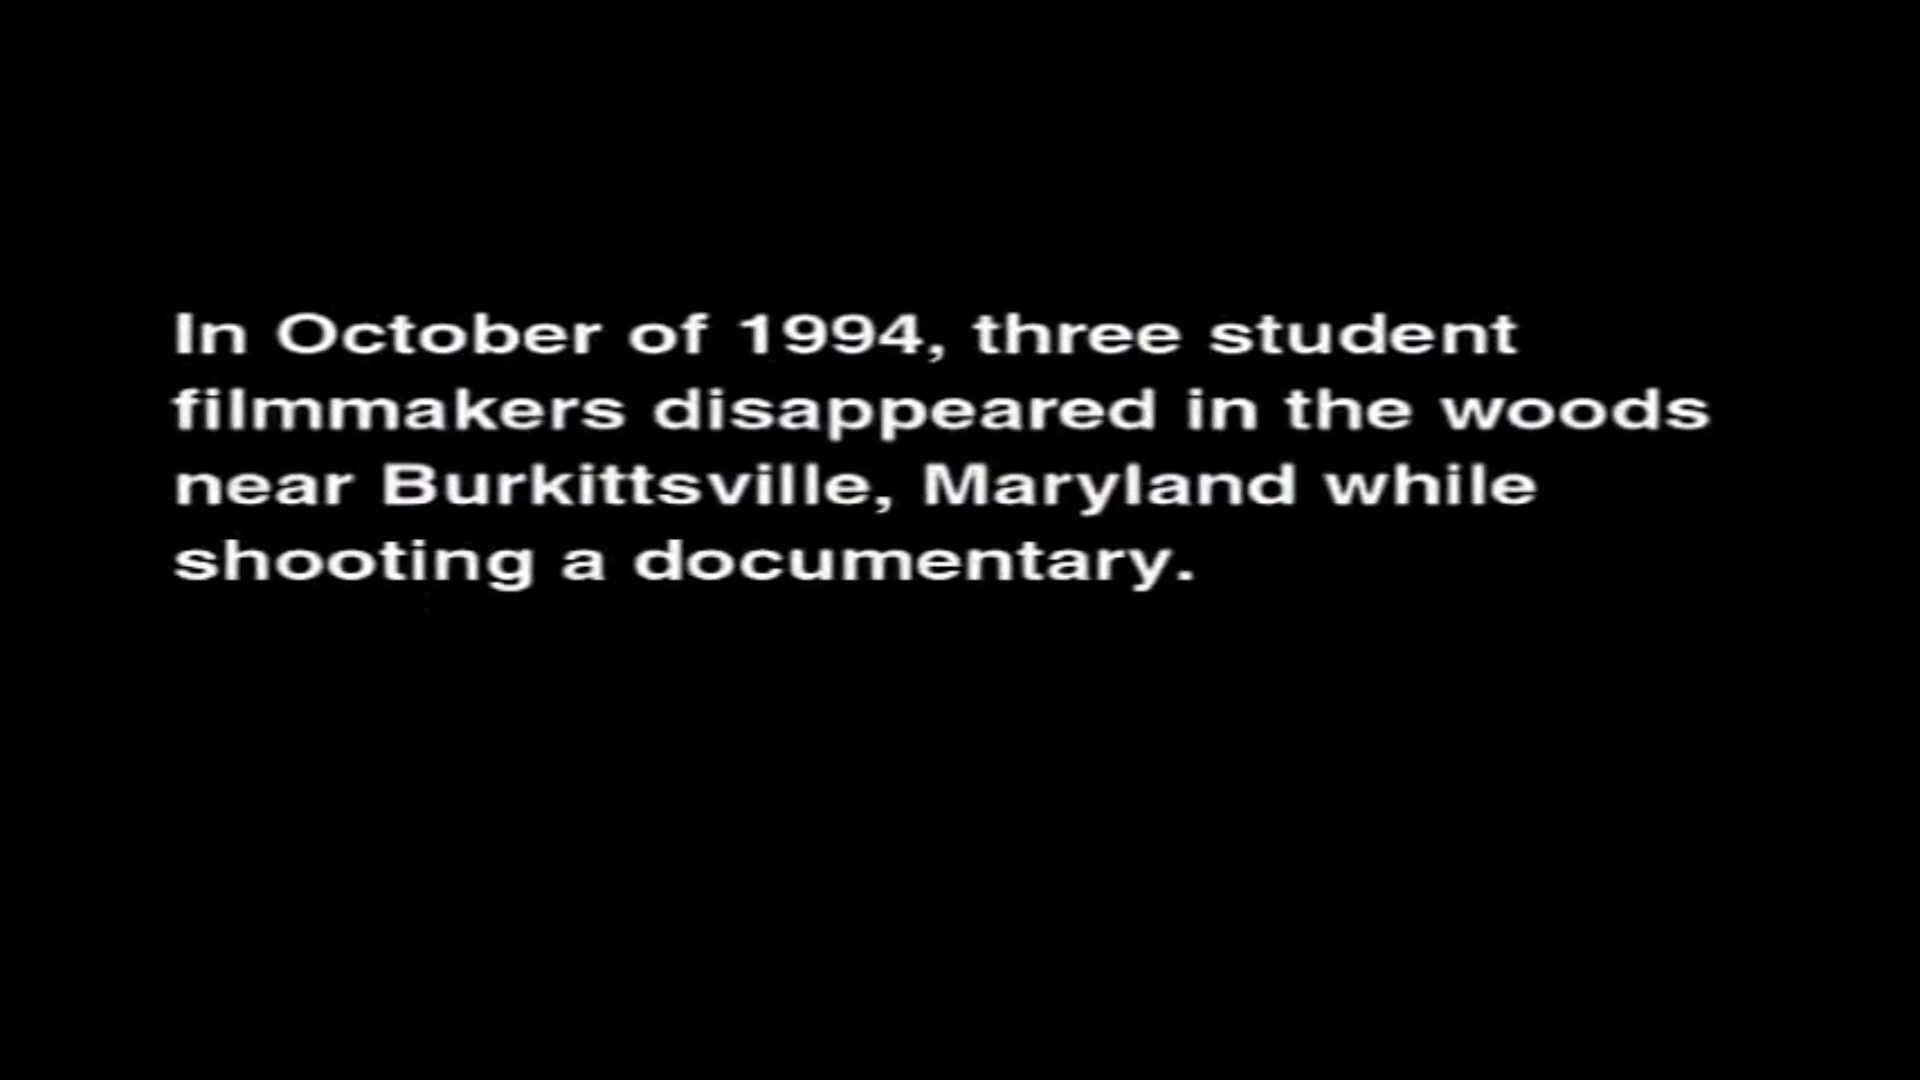 In October of 1994, three student
filmmakers disappeared in the woods
near Burkittsville, Maryland while
shooting a documentary.